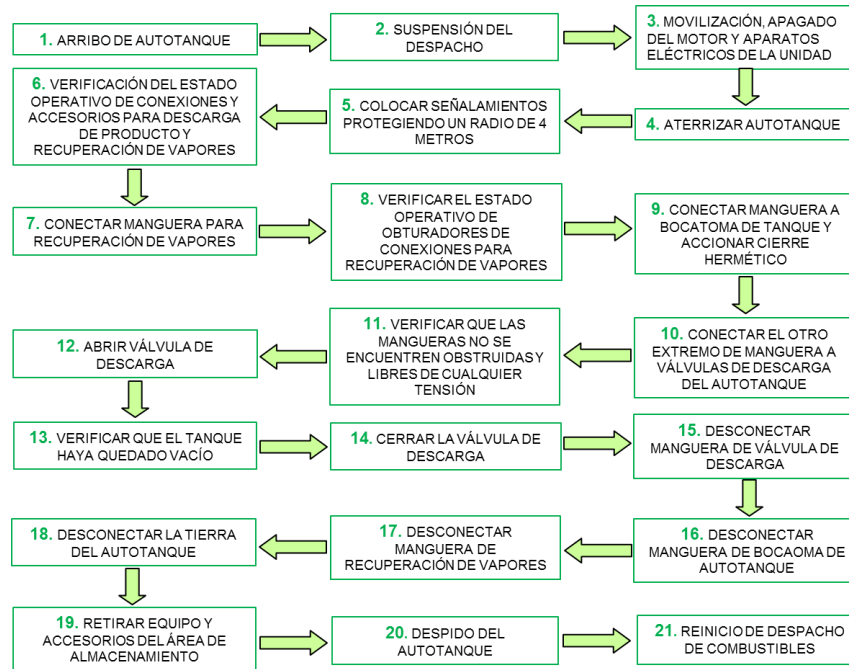 1. ARRIBO DE AUTOTANQUE
2. SUSPENSIÓN DEL
DESPACHO
3. MOVILIZACIÓN, APAGADO
DEL MOTOR Y APARATOS
ELÉCTRICOS DE LA UNIDAD
4. ATERRIZAR AUTOTANQUE
5. COLOCAR SEÑALAMIENTOS
PROTEGIENDO UN RADIO DE 4
METROS
6. VERIFICACIÓN DEL ESTADO
OPERATIVO DE CONEXIONES Y
ACCESORIOS PARA DESCARGA
DE PRODUCTO Y
RECUPERACIÓN DE VAPORES
7. CONECTAR MANGUERA PARA
RECUPERACIÓN DE VAPORES
8. VERIFICAR EL ESTADO
OPERATIVO DE
OBTURADORES DE
CONEXIONES PARA
RECUPERACIÓN DE VAPORES
9. CONECTAR MANGUERA A
BOCATOMA DE TANQUE Y
ACCIONAR CIERRE
HERMÉTICO
10. CONECTAR EL OTRO
EXTREMO DE MANGUERA A
VÁLVULAS DE DESCARGA
DEL AUTOTANQUE
11. VERIFICAR QUE LAS
MANGUERAS NO SE
ENCUENTREN OBSTRUIDAS Y
LIBRES DE CUALQUIER
TENSIÓN
12. ABRIR VÁLVULA DE
DESCARGA
13. VERIFICAR QUE EL TANQUE
HAYA QUEDADO VACÍO
14. CERRAR LA VÁLVULA DE
DESCARGA
15. DESCONECTAR
MANGUERA DE VÁLVULA DE
DESCARGA
16. DESCONECTAR
MANGUERA DE BOCAOMA DE
AUTOTANQUE
17. DESCONECTAR
MANGUERA DE
RECUPERACIÓN DE VAPORES
18. DESCONECTAR LA TIERRA
DEL AUTOTANQUE
19. RETIRAR EQUIPO Y
ACCESORIOS DEL ÁREA DE
ALMACENAMIENTO
20. DESPIDO DEL
AUTOTANQUE
21. REINICIO DE DESPACHO
DE COMBUSTIBLES